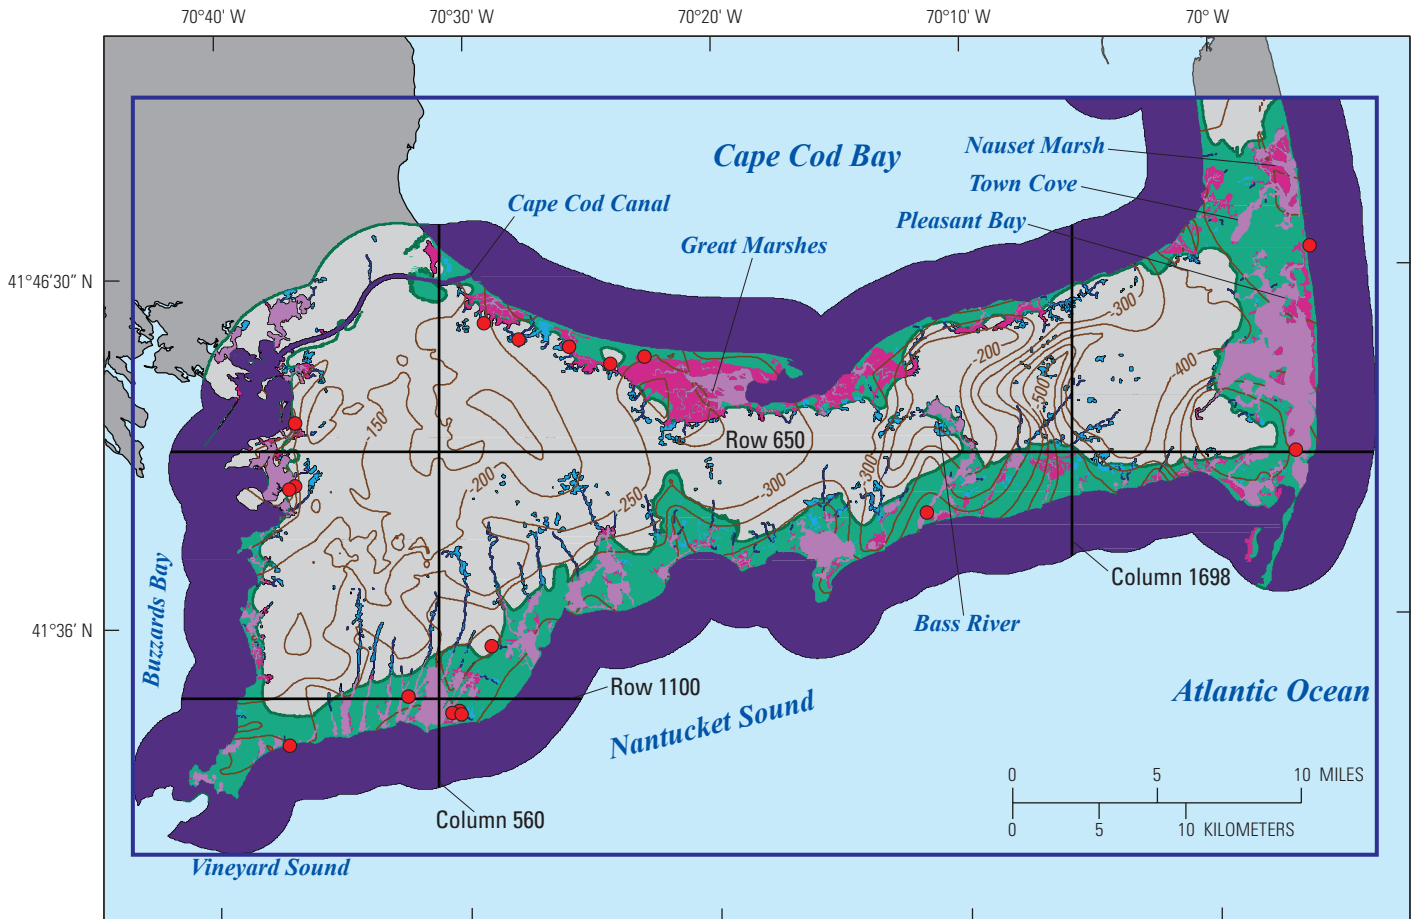 70°40' W
70°30' W
70°20' W
70°10' W
70° W
Cape Cod Bay
Nauset Marsh
Town Cove
Pleasant Bay
Cape Cod Canal
Great Marshes
41°46'30" N
-300
-200
-400
-500
-150
Row 650
-200
-250
-300
-300
Column 1698
Bass River
41°36' N
Buzzards Bay
Row 1100
Atlantic Ocean
Nantucket Sound
0 5 10 MILES
0 5 10 KILOMETERS
Column 560
Vineyard Sound